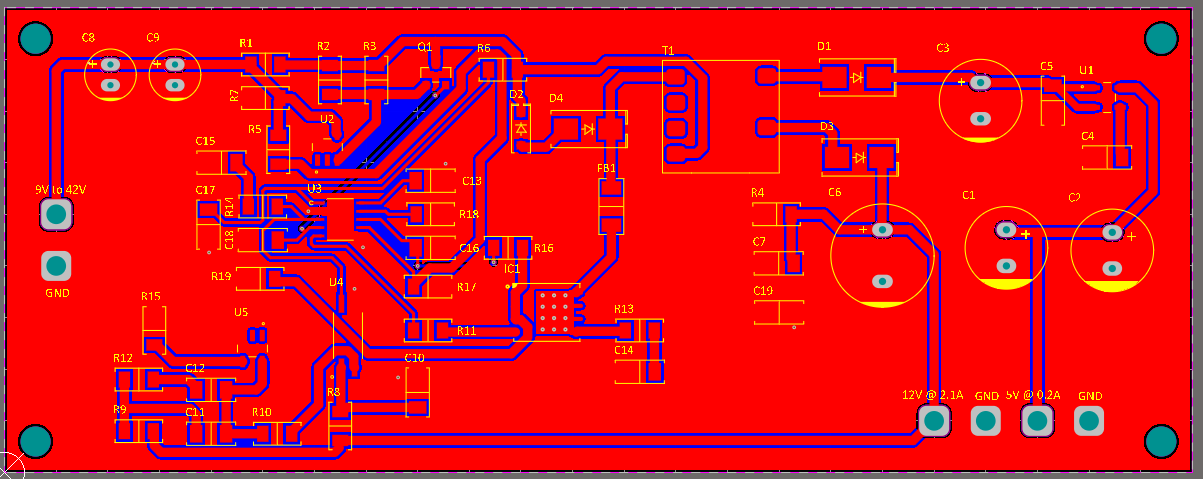 C8
C9
R1
R2
R3
Q1
R6
T1
D1
C3
C5
U1
R7
D2
D4
U2
R5
D3
C4
C15
9V to 42V
C17
U3
C13
FB1
R4
C6
C1
C2
R14
R18
C18
C16
R16
C7
R19
IC1
GND
U4
R17
C19
R15
U5
R11
R13
C14
R12
C12
C10
R9
C11
R10
R8
12V @ 2.1A
GND
5V @ 0.2A
GND